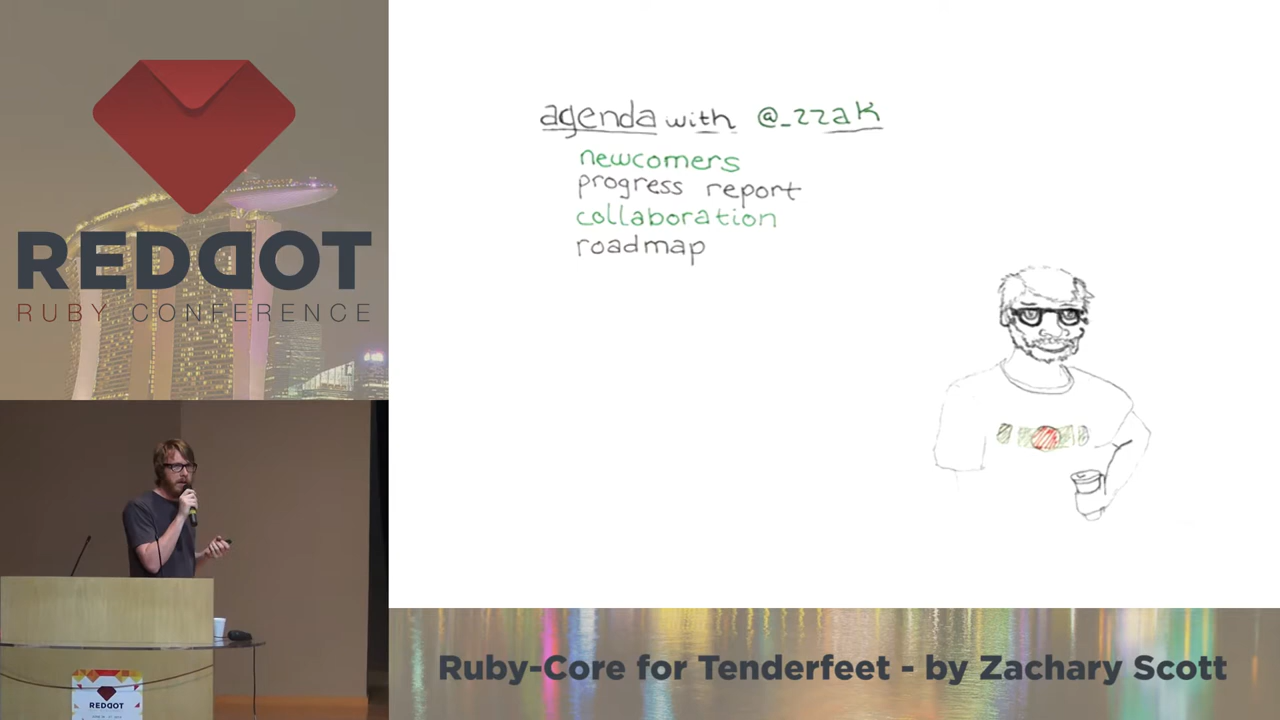 REDDOT
RUBY CONFERENCE
agenda with @_zzak
newcomers
progress report
collaboration
roadmap
REDDOT
Ruby-Core for Tenderfeet - by Zachary Scott